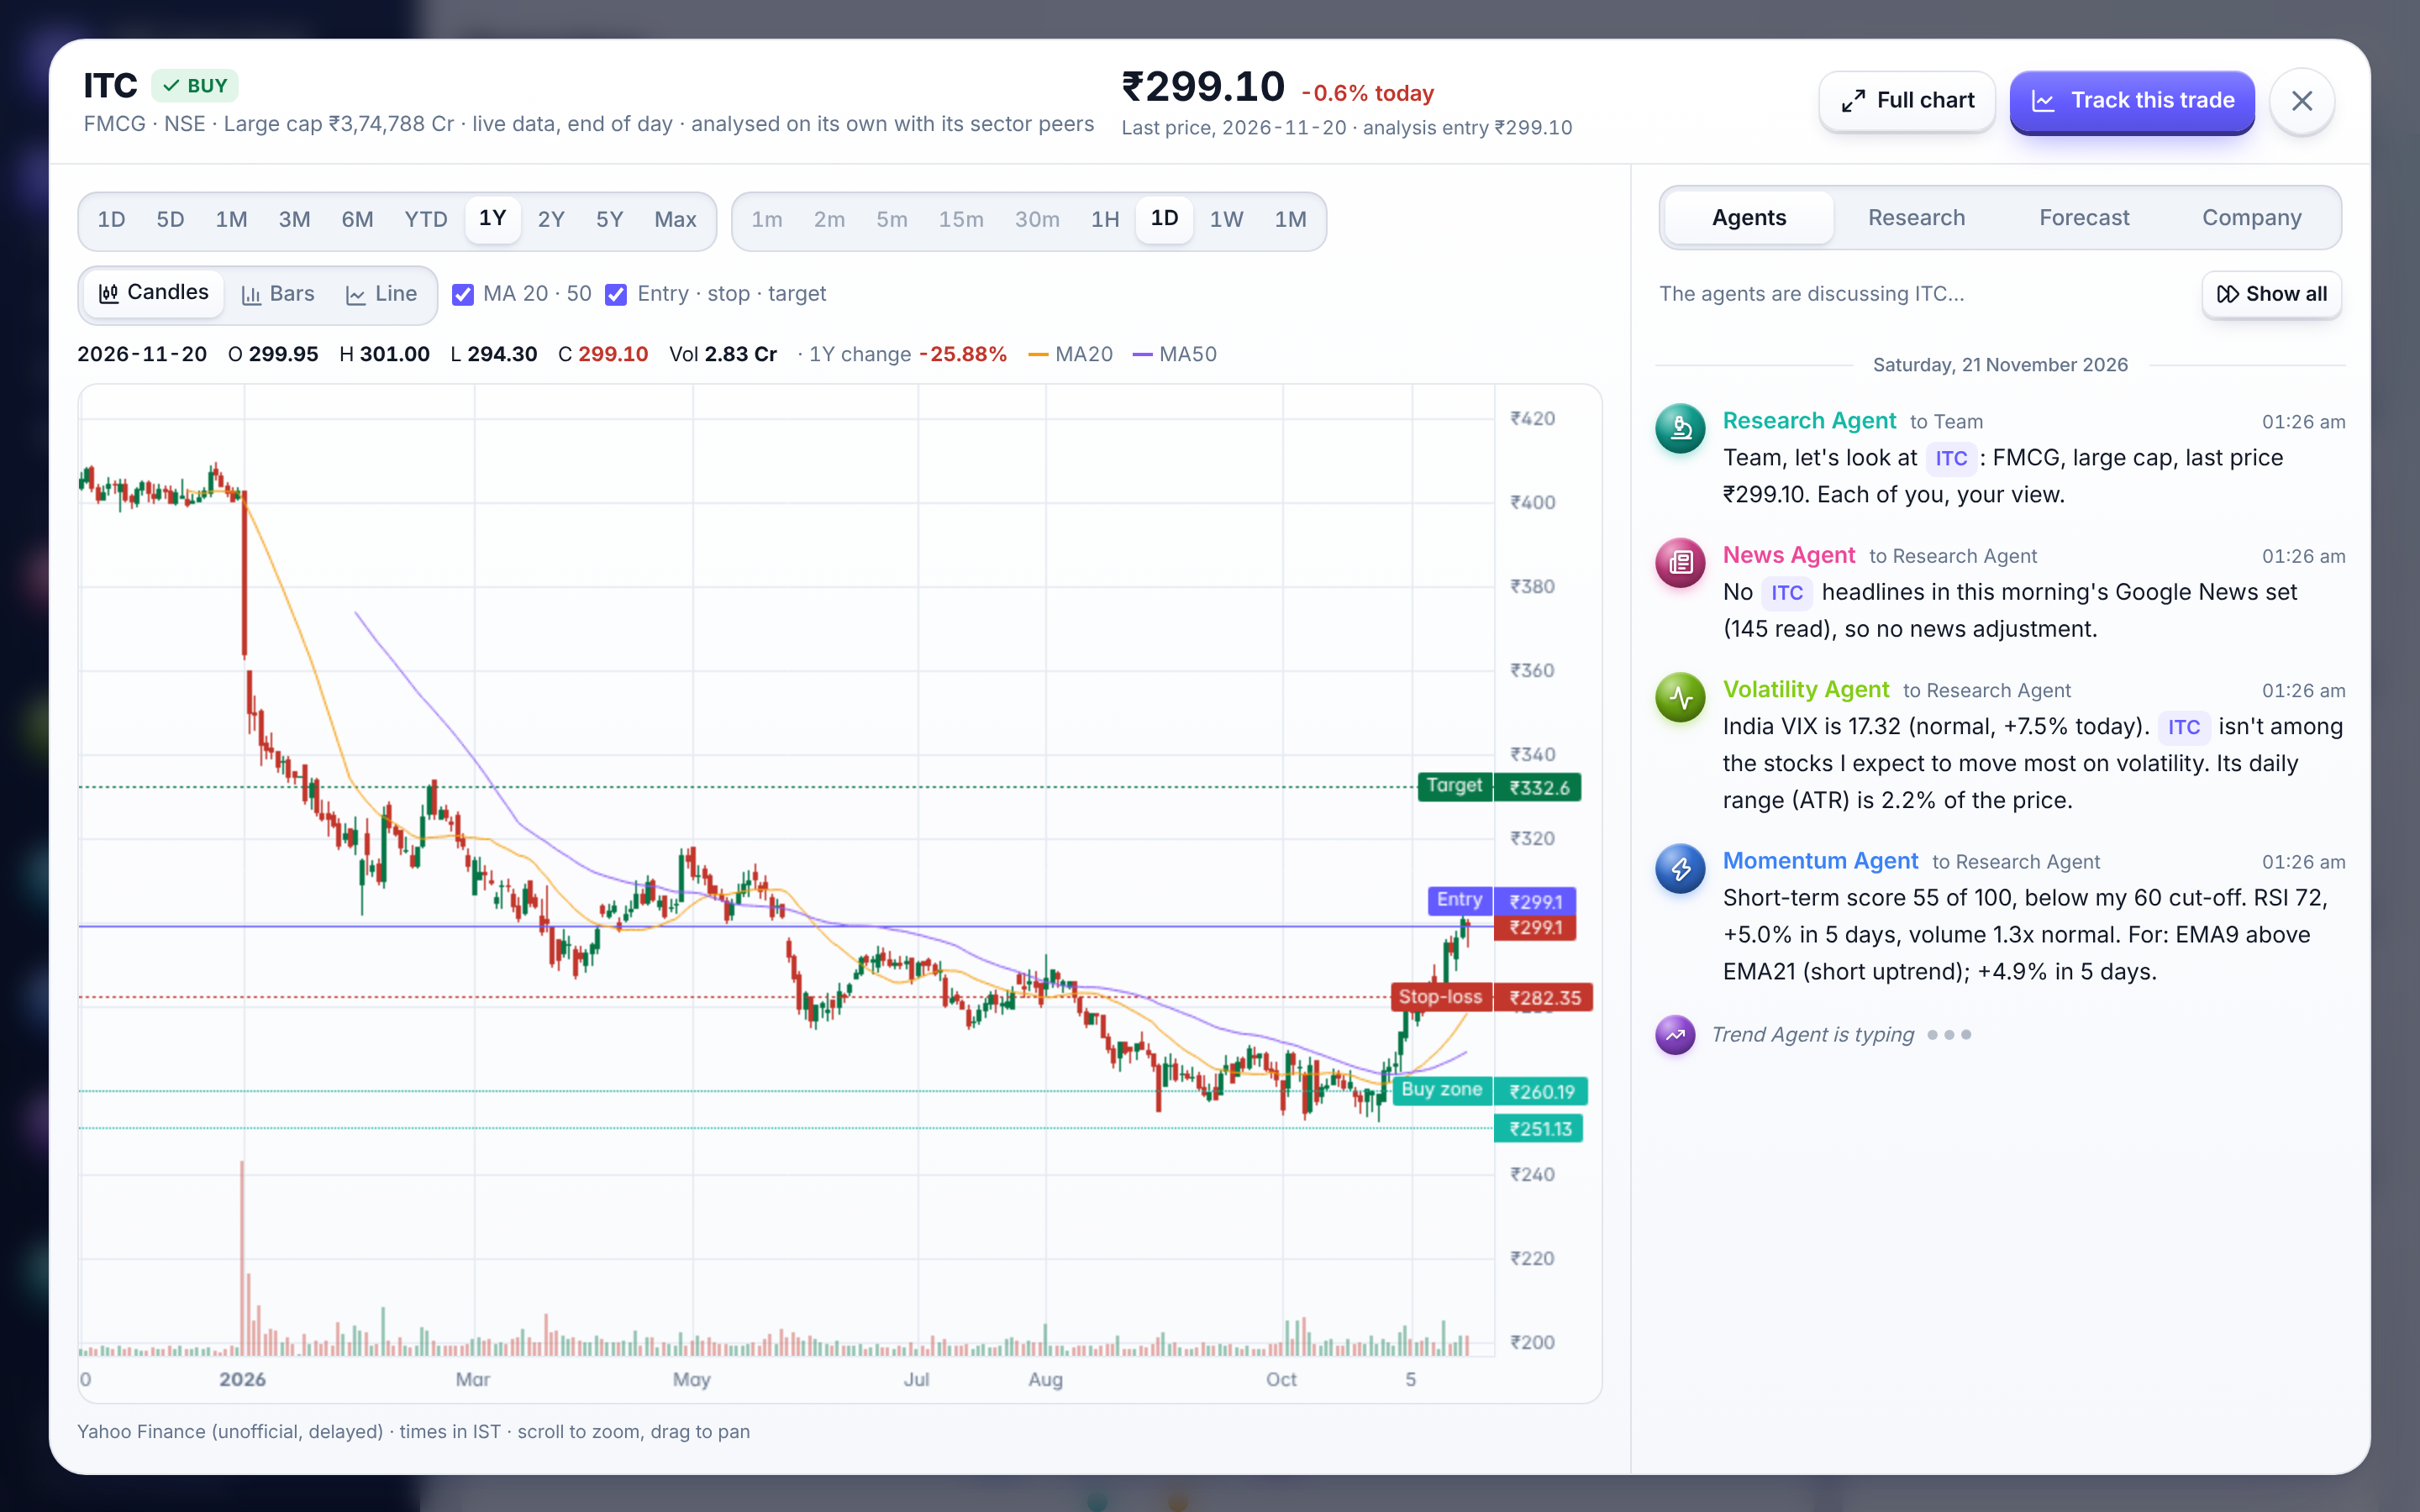 ITC
BUY
FMCG · NSE · Large cap ₹3,74,788 Cr · live data, end of day · analysed on its own with its sector peers
₹299.10 -0.6% today
Last price, 2026-11-20 · analysis entry ₹299.10
Full chart
Track this trade
1D 5D 1M 3M 6M YTD 1Y 2Y 5Y Max
1m 2m 5m 15m 30m 1H 1D 1W 1M
Candles Bars Line
MA 20 · 50
Entry · stop · target
2026-11-20 O 299.95 H 301.00 L 294.30 C 299.10 Vol 2.83 Cr · 1Y change -25.88% MA20 MA50
₹420
₹400
₹380
₹360
₹340
Target ₹332.6
₹320
Entry ₹299.1
₹299.1
Stop-loss ₹282.35
Buy zone ₹260.19
₹251.13
₹240
₹220
₹200
0 2026 Mar May Jul Aug Oct 5
Yahoo Finance (unofficial, delayed) · times in IST · scroll to zoom, drag to pan
Agents Research Forecast Company
The agents are discussing ITC...
Show all
Saturday, 21 November 2026
Research Agent to Team 01:26 am
Team, let's look at ITC : FMCG, large cap, last price
₹299.10. Each of you, your view.
News Agent to Research Agent 01:26 am
No ITC headlines in this morning's Google News set
(145 read), so no news adjustment.
Volatility Agent to Research Agent 01:26 am
India VIX is 17.32 (normal, +7.5% today). ITC isn't among
the stocks I expect to move most on volatility. Its daily
range (ATR) is 2.2% of the price.
Momentum Agent to Research Agent 01:26 am
Short-term score 55 of 100, below my 60 cut-off. RSI 72,
+5.0% in 5 days, volume 1.3x normal. For: EMA9 above
EMA21 (short uptrend); +4.9% in 5 days.
Trend Agent is typing